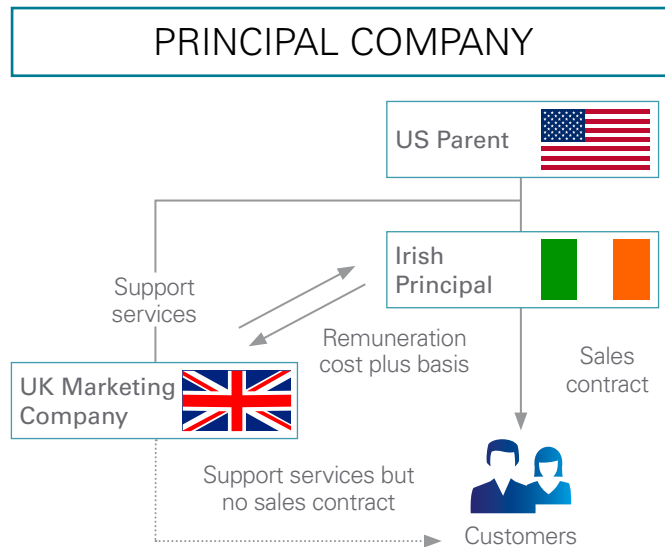 PRINCIPAL COMPANY
US Parent
Irish
Principal
Support
services
Remuneration
cost plus basis
Sales
contract
UK Marketing
Company
Support services but
no sales contract
Customers